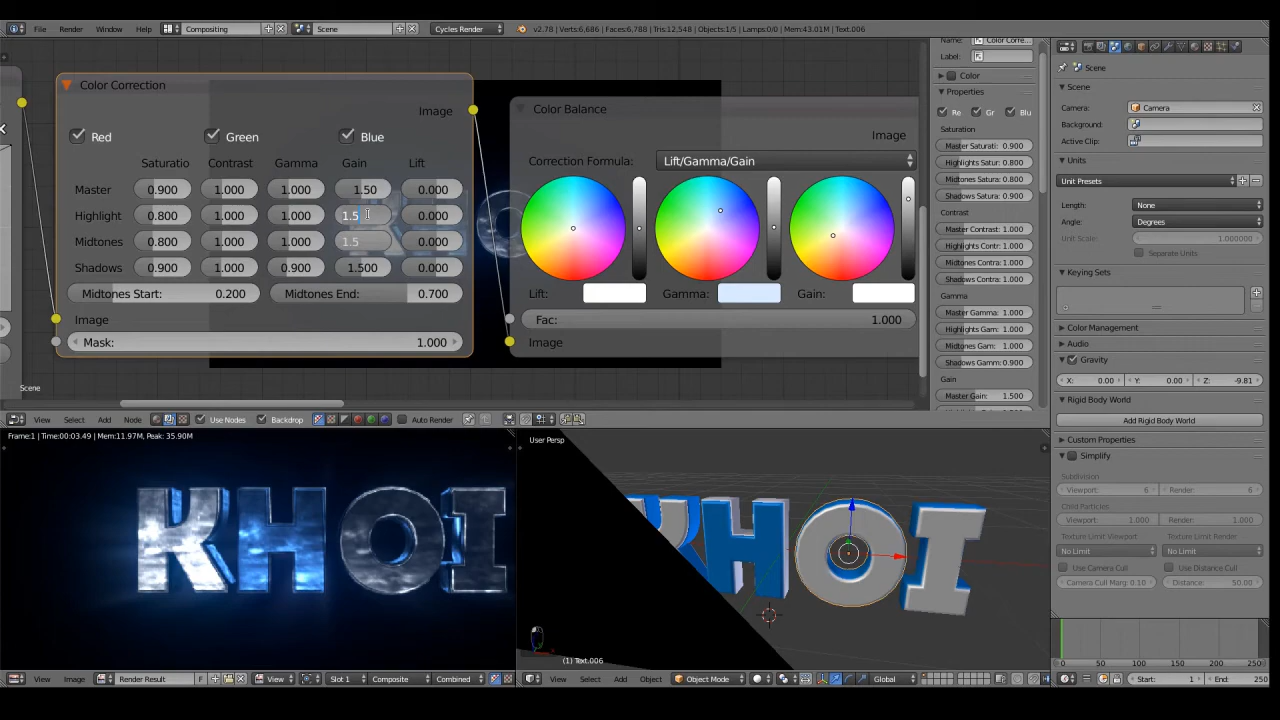 File Render Window Help Compositing Scene Cycles Render v2.78 | Verts:6,686 | Faces:6,788 | Tris:12,548 | Objects:1/5 | Lamps:0/0 | Mem:43.01M | Text.006
Color Correction
Image
Red Green Blue
Saturatio Contrast Gamma Gain Lift
Master 0.900 1.000 1.000 1.50 0.000
Highlight 0.800 1.000 1.000 1.5 0.000
Midtones 0.800 1.000 1.000 1.5 0.000
Shadows 0.900 1.000 0.900 1.500 0.000
Midtones Start: 0.200 Midtones End: 0.700
Image
Mask: 1.000
Color Balance
Image
Correction Formula: Lift/Gamma/Gain
Lift: Gamma: Gain:
Fac: 1.000
Image
Scene
Name: Color Corre...
Label:
Color
Properties
Re Gr Blu
Saturation
Master Saturati: 0.900
Highlights Satur: 0.800
Midtones Satura: 0.800
Shadows Satura: 0.900
Contrast
Master Contrast: 1.000
Highlights Contr: 1.000
Midtones Contra: 1.000
Shadows Contra: 1.000
Gamma
Master Gamma: 1.000
Highlights Gam: 1.000
Midtones Gam: 1.000
Shadows Gamm: 0.900
Gain
Master Gain: 1.500
View Select Add Node Use Nodes Backdrop Auto Render
Frame:1 | Time:00:03.49 | Mem:11.97M, Peak: 35.90M
KHOI
View Image Render Result F View Slot 1 Composite Combined
User Persp
KHOI
(1) Text.006
View Select Add Object Object Mode Global
Scene
Scene
Camera: Camera
Background:
Active Clip:
Units
Unit Presets
Length: None
Angle: Degrees
Unit Scale: 1.000000
Separate Units
Keying Sets
Color Management
Audio
Gravity
X: 0.00 Y: 0.00 Z: -9.81
Rigid Body World
Add Rigid Body World
Custom Properties
Simplify
Subdivision
Viewport: 6 Render: 6
Child Particles:
Viewport: 1.000 Render: 1.000
Texture Limit Viewport Texture Limit Render
No Limit No Limit
Use Camera Cull Use Distance Cull
Camera Cull Marg: 0.10 Distance: 50.00
0 50 100 150 200 250
Start: 1 End: 250